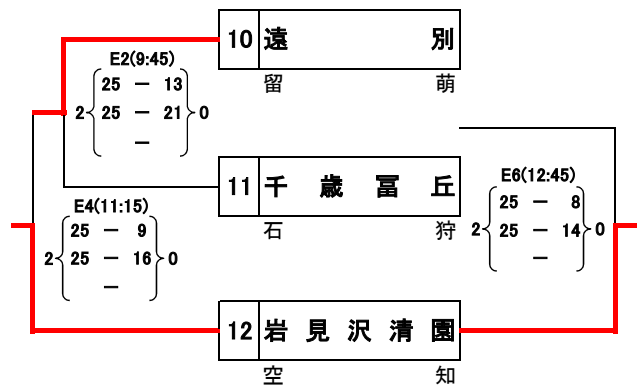 10 遠別
留萌
E2(9:45)
25 － 13
2 25 － 21 0
－
11 千歳冨丘
石狩
E4(11:15)
25 － 9
2 25 － 16 0
－
E6(12:45)
25 － 8
2 25 － 14 0
－
12 岩見沢清園
空知